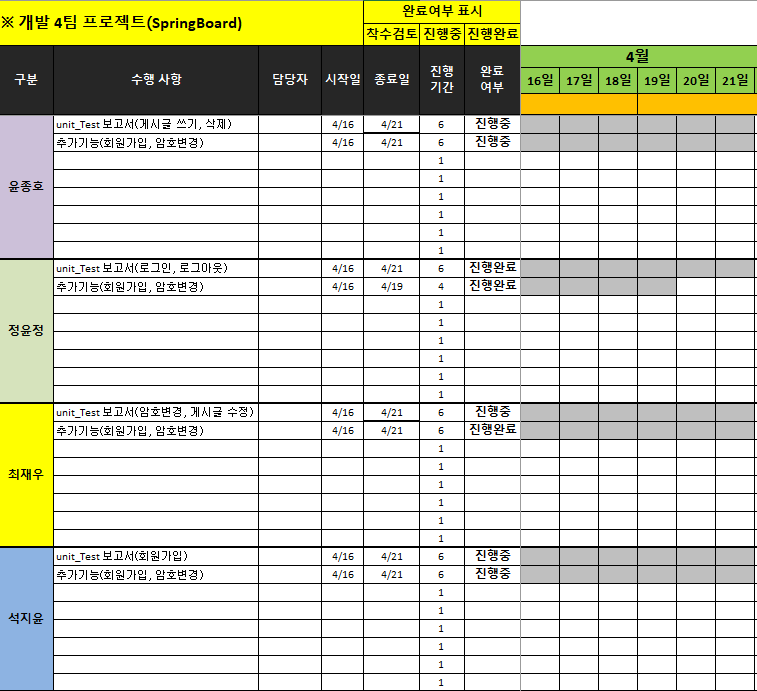 ※ 개발 4팀 프로젝트(SpringBoard)
완료여부 표시
착수검토 진행중 진행완료
4월
구분 수행 사항 담당자 시작일 종료일 진행 기간 완료 여부
16일 17일 18일 19일 20일 21일
윤종호
unit_Test 보고서(게시글 쓰기, 삭제) 4/16 4/21 6 진행중
추가기능(회원가입, 암호변경) 4/16 4/21 6 진행중
1
1
1
1
1
1
정윤정
unit_Test 보고서(로그인, 로그아웃) 4/16 4/21 6 진행완료
추가기능(회원가입, 암호변경) 4/16 4/19 4 진행완료
1
1
1
1
1
1
최재우
unit_Test 보고서(암호변경, 게시글 수정) 4/16 4/21 6 진행중
추가기능(회원가입, 암호변경) 4/16 4/21 6 진행완료
1
1
1
1
1
1
석지윤
unit_Test 보고서(회원가입) 4/16 4/21 6 진행중
추가기능(회원가입, 암호변경) 4/16 4/21 6 진행중
1
1
1
1
1
1